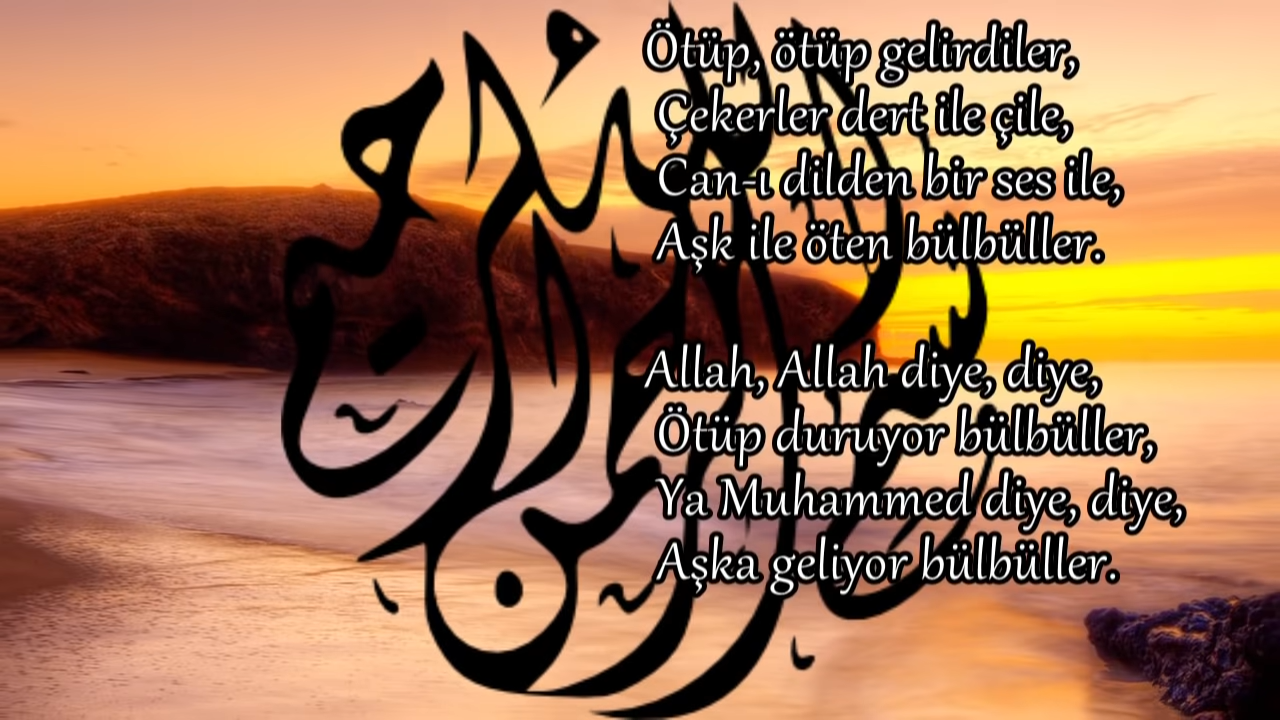 Ötüp, ötüp gelirdiler,
Çekerler dert ile çile,
Can-ı dilden bir ses ile,
Aşk ile öten bülbüller.
Allah, Allah diye, diye,
Ötüp duruyor bülbüller,
Ya Muhammed diye, diye,
Aşka geliyor bülbüller.